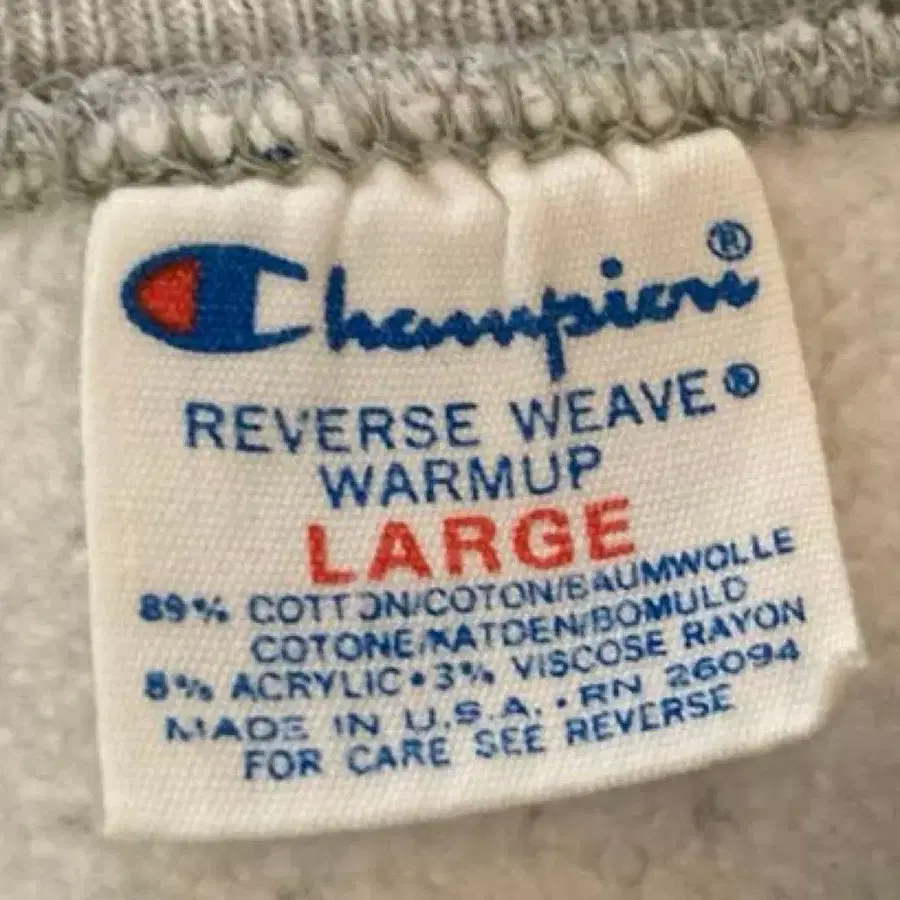 Champion®
REVERSE WEAVE®
WARMUP
LARGE
89% COTTON/COTON/BAUMWOLLE
COTONE/KATOEN/BOMULD
8% ACRYLIC•3% VISCOSE RAYON
MADE IN U.S.A.•RN 26094
FOR CARE SEE REVERSE